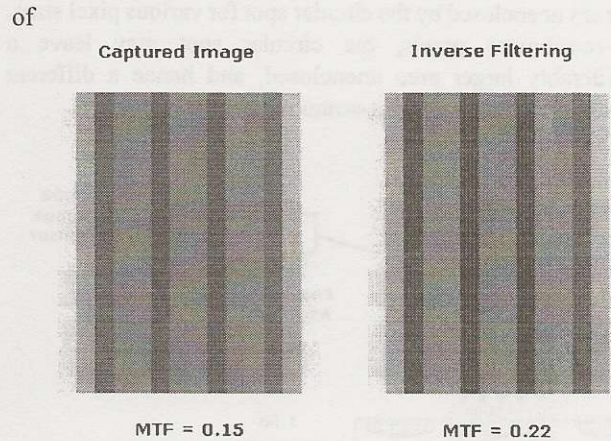 of
Captured Image
Inverse Filtering
MTF = 0.15
MTF = 0.22